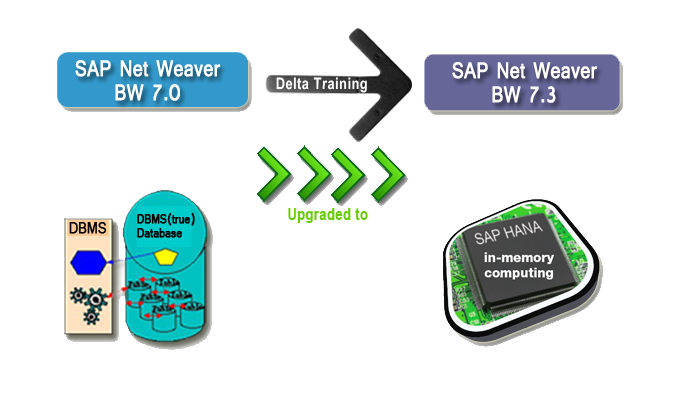 SAP Net Weaver
BW 7.0
Delta Training
SAP Net Weaver
BW 7.3
Upgraded to
DBMS
DBMS(true)
Database
SAP HANA
in-memory
computing